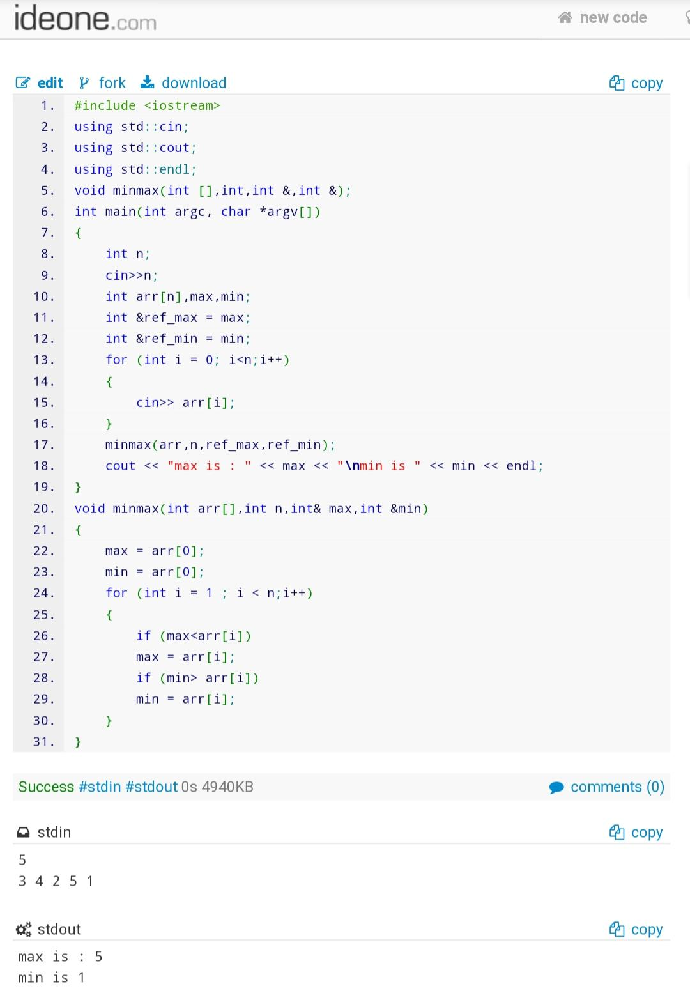 ideone.com new code
edit fork download copy
1. #include <iostream>
2. using std::cin;
3. using std::cout;
4. using std::endl;
5. void minmax(int [],int,int &,int &);
6. int main(int argc, char *argv[])
7. {
8.     int n;
9.     cin>>n;
10.     int arr[n],max,min;
11.     int &ref_max = max;
12.     int &ref_min = min;
13.     for (int i = 0; i<n;i++)
14.     {
15.         cin>> arr[i];
16.     }
17.     minmax(arr,n,ref_max,ref_min);
18.     cout << "max is : " << max << "\nmin is " << min << endl;
19. }
20. void minmax(int arr[],int n,int& max,int &min)
21. {
22.     max = arr[0];
23.     min = arr[0];
24.     for (int i = 1 ; i < n;i++)
25.     {
26.         if (max<arr[i])
27.         max = arr[i];
28.         if (min> arr[i])
29.         min = arr[i];
30.     }
31. }
Success #stdin #stdout 0s 4940KB comments (0)
stdin copy
5
3 4 2 5 1
stdout copy
max is : 5
min is 1